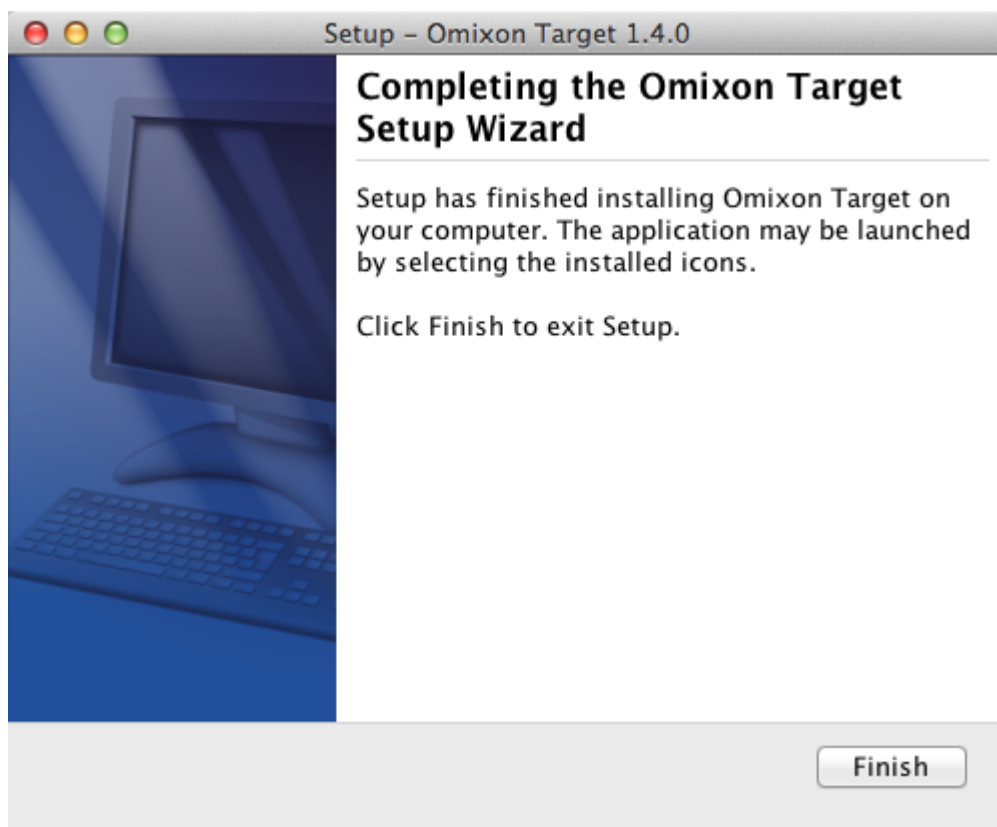 Setup – Omixon Target 1.4.0
Completing the Omixon Target
Setup Wizard
Setup has finished installing Omixon Target on
your computer. The application may be launched
by selecting the installed icons.
Click Finish to exit Setup.
Finish